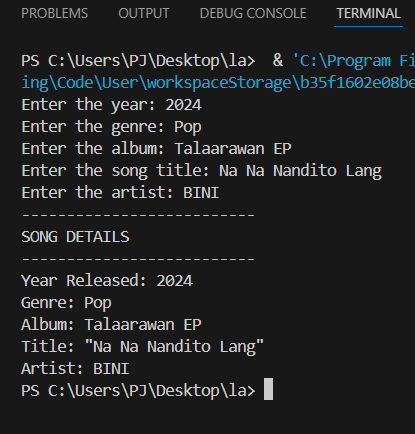 PROBLEMS OUTPUT DEBUG CONSOLE TERMINAL
PS C:\Users\PJ\Desktop\la>  & 'C:\Program Fi
ing\Code\User\workspaceStorage\b35f1602e08be
Enter the year: 2024
Enter the genre: Pop
Enter the album: Talaarawan EP
Enter the song title: Na Na Nandito Lang
Enter the artist: BINI
--------------------------
SONG DETAILS
--------------------------
Year Released: 2024
Genre: Pop
Album: Talaarawan EP
Title: "Na Na Nandito Lang"
Artist: BINI
PS C:\Users\PJ\Desktop\la>